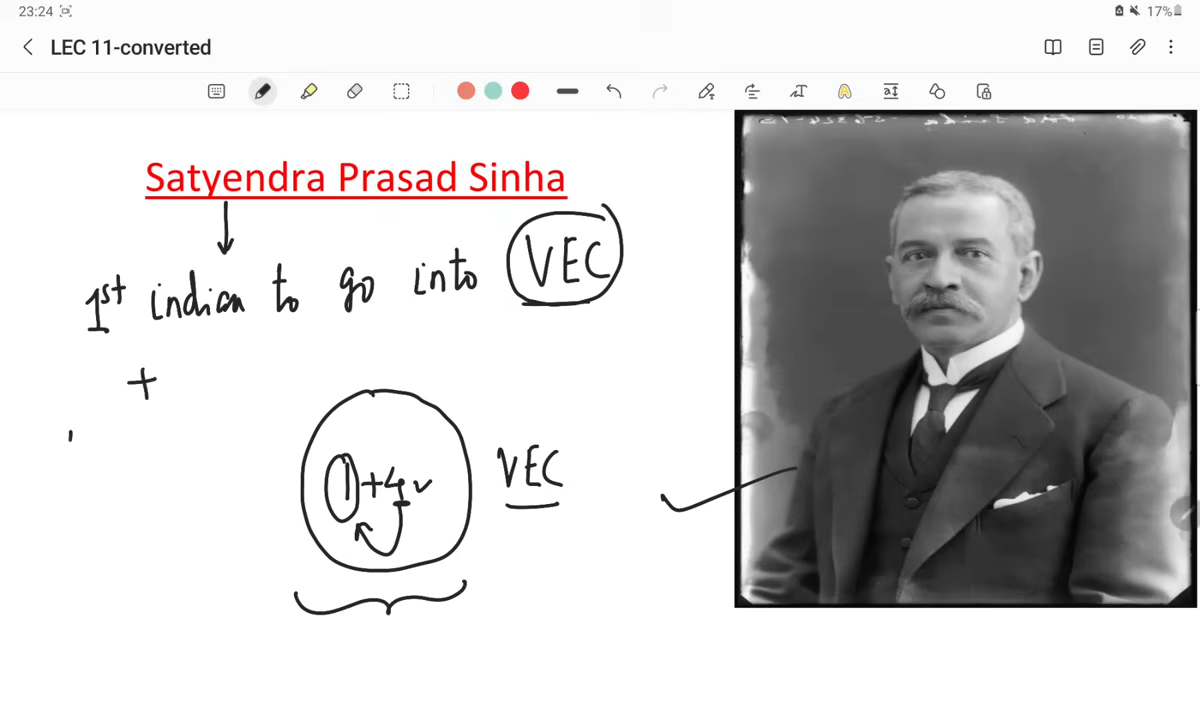 23:24
17%
LEC 11-converted
Satyendra Prasad Sinha
1st indian to go into VEC
+
1+4 VEC